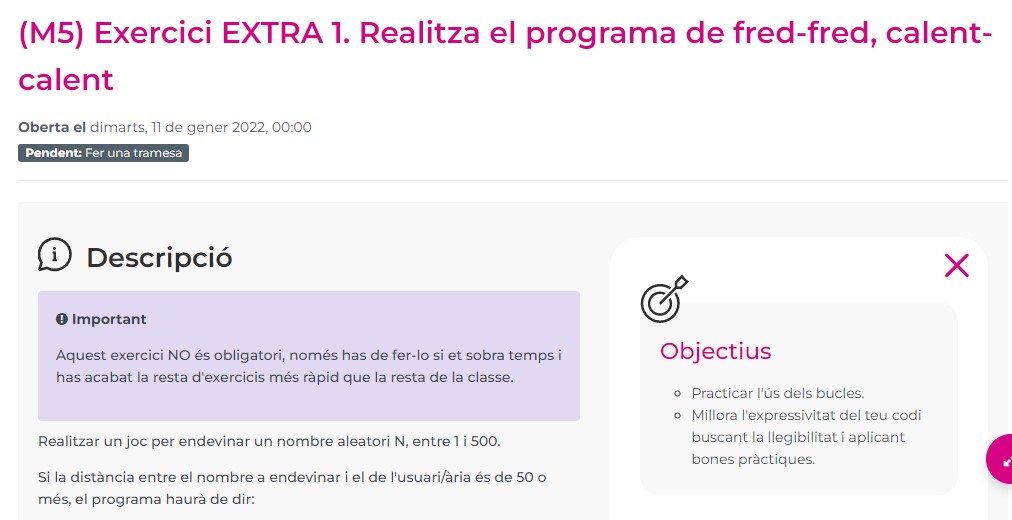 (M5) Exercici EXTRA 1. Realitza el programa de fred-fred, calent-
calent
Oberta el dimarts, 11 de gener 2022, 00:00
Pendent: Fer una tramesa
Descripció
Important
Aquest exercici NO és obligatori, només has de fer-lo si et sobra temps i
has acabat la resta d'exercicis més ràpid que la resta de la classe.
Realitzar un joc per endevinar un nombre aleatori N, entre 1 i 500.
Si la distància entre el nombre a endevinar i el de l'usuari/ària és de 50 o
més, el programa haurà de dir:
Objectius
Practicar l'ús dels bucles.
Millora l'expressivitat del teu codi
buscant la llegibilitat i aplicant
bones pràctiques.